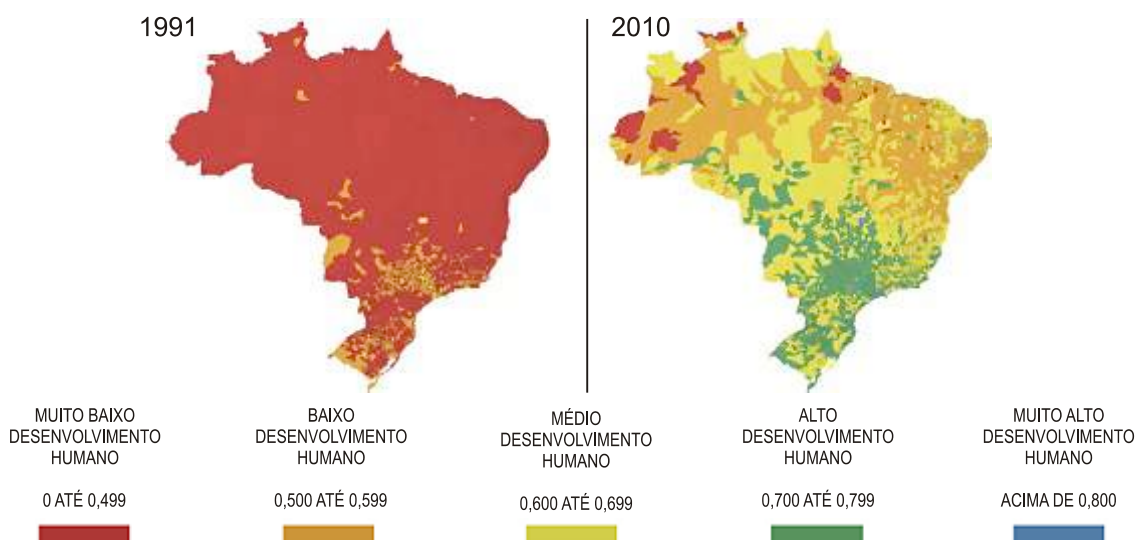 1991
2010
MUITO BAIXO
DESENVOLVIMENTO
HUMANO
0 ATÉ 0,499
BAIXO
DESENVOLVIMENTO
HUMANO
0,500 ATÉ 0,599
MÉDIO
DESENVOLVIMENTO
HUMANO
0,600 ATÉ 0,699
ALTO
DESENVOLVIMENTO
HUMANO
0,700 ATÉ 0,799
MUITO ALTO
DESENVOLVIMENTO
HUMANO
ACIMA DE 0,800